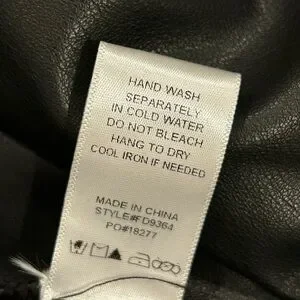 HAND WASH
SEPARATELY
IN COLD WATER
DO NOT BLEACH
HANG TO DRY
COOL IRON IF NEEDED
MADE IN CHINA
STYLE#FD9364
PO#18277